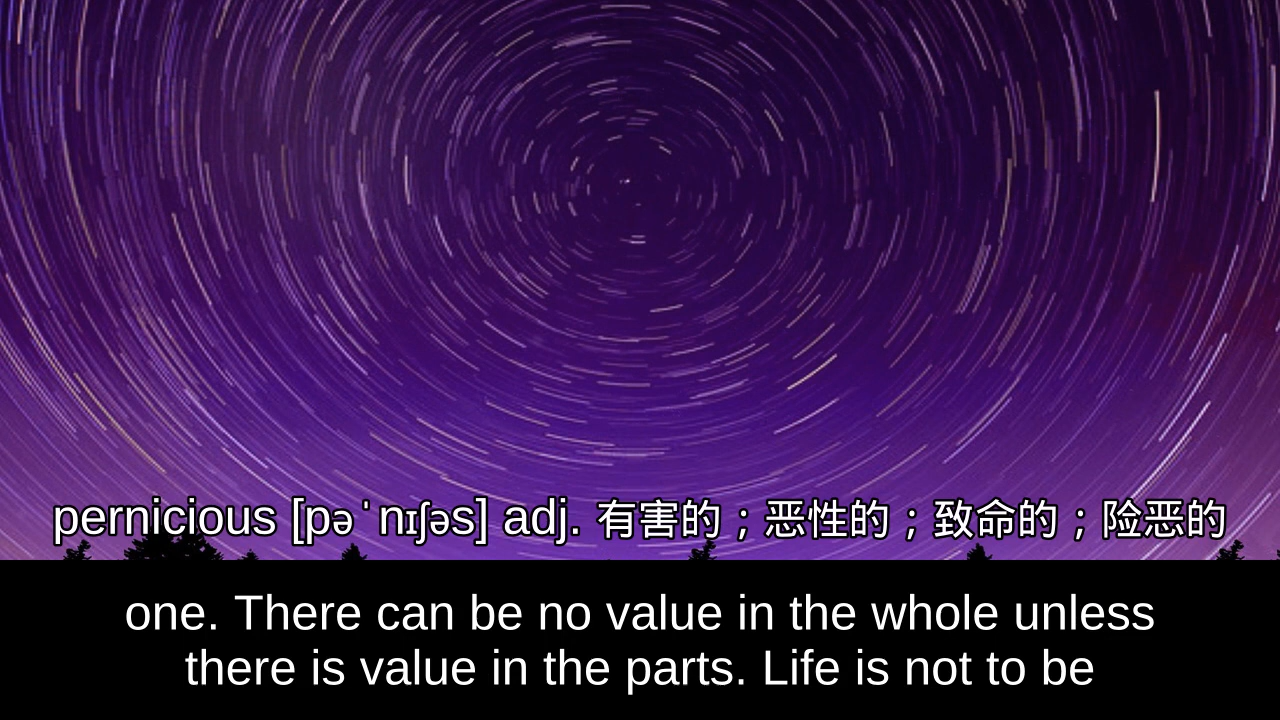 pernicious [pəˈnɪʃəs] adj. 有害的；恶性的；致命的；险恶的
one. There can be no value in the whole unless
there is value in the parts. Life is not to be